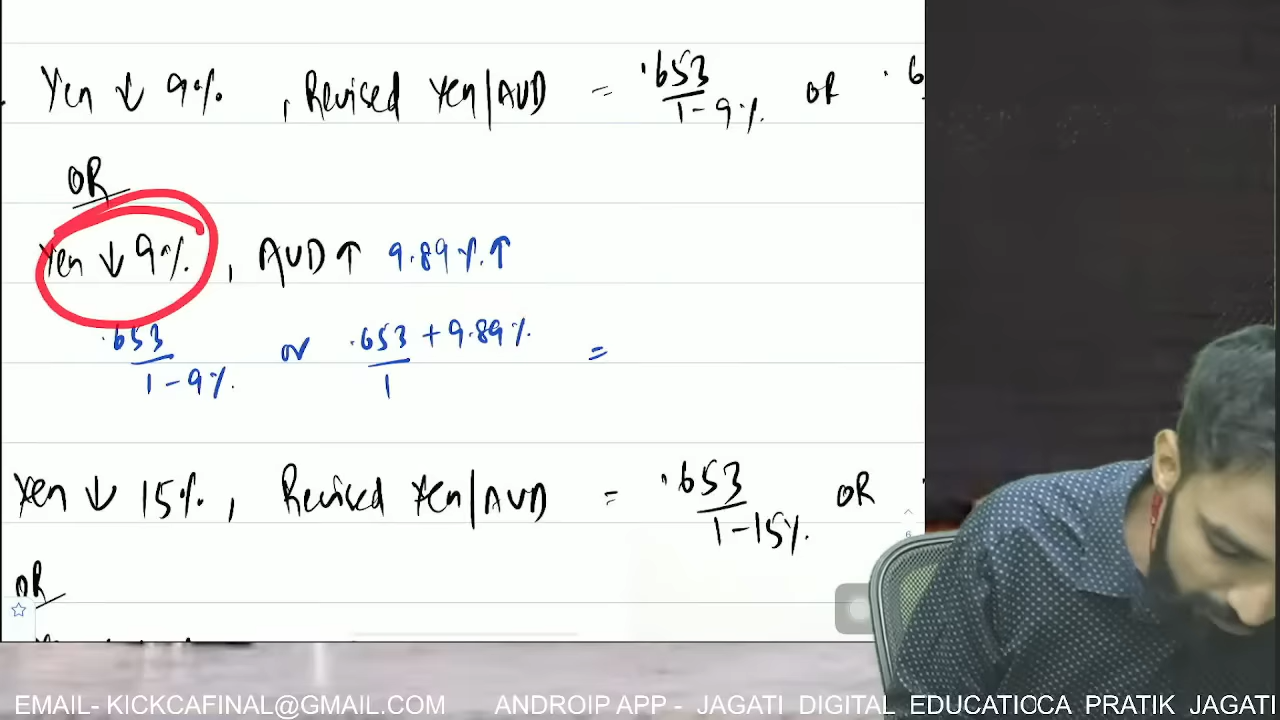 . Yen ↓ 9%, Revised Yen/AUD = .653 / 1-9% OR .6
OR
Yen ↓ 9%, AUD ↑ 9.89% ↑
.653 / 1-9% or .653 + 9.89% / 1 =
Yen ↓ 15%, Revised Yen/AUD = .653 / 1-15% OR
OR
EMAIL- KICKCAFINAL@GMAIL.COM ANDROIP APP - JAGATI DIGITAL EDUCATIOCA PRATIK JAGATI